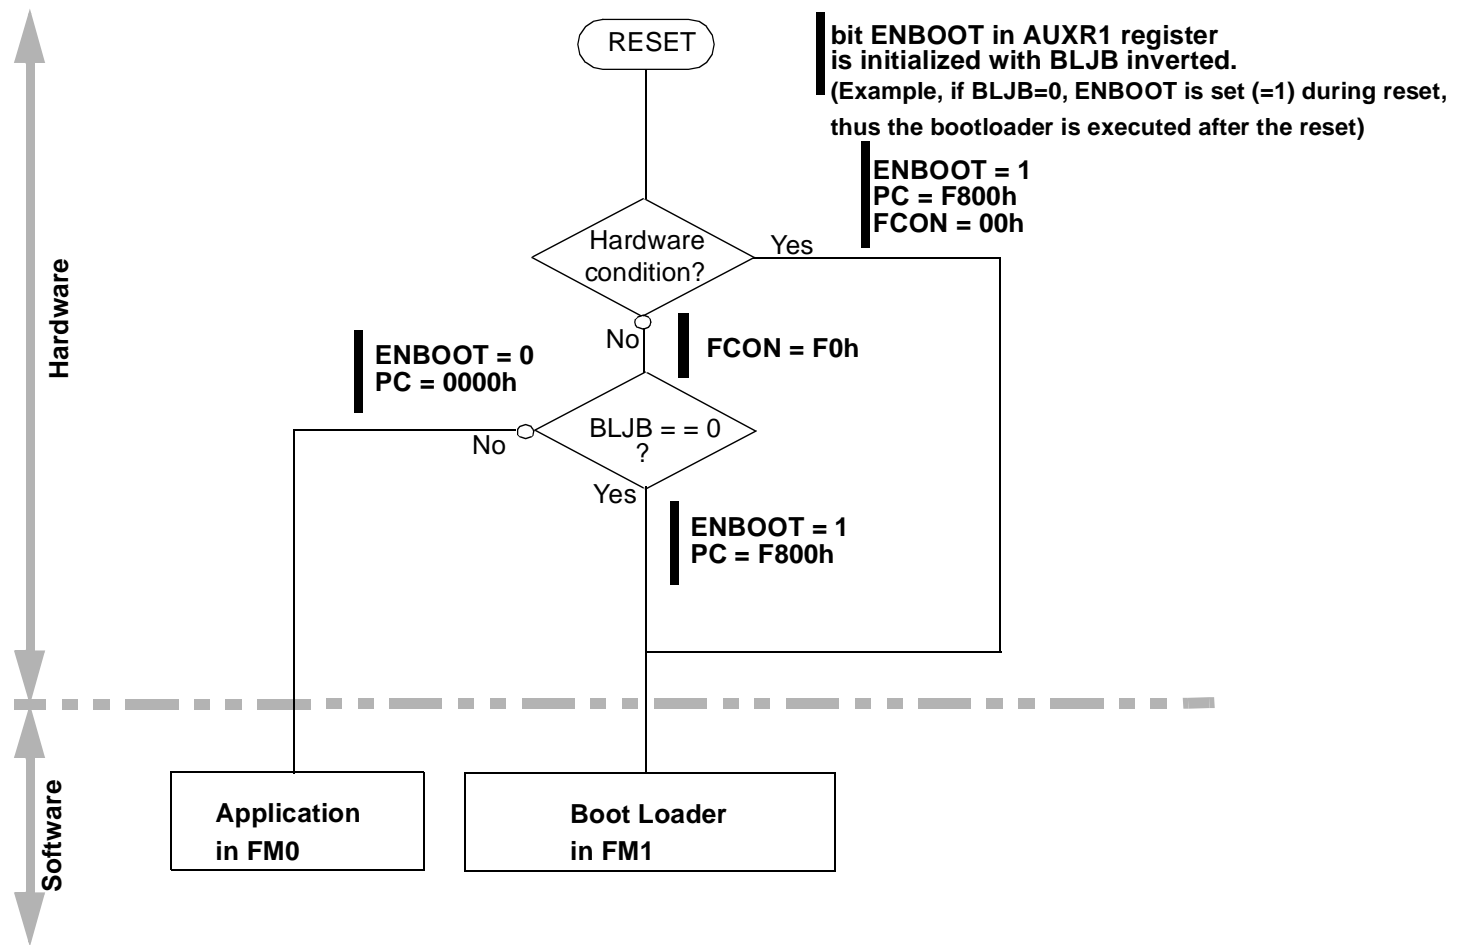 RESET
bit ENBOOT in AUXR1 register
is initialized with BLJB inverted.
(Example, if BLJB=0, ENBOOT is set (=1) during reset,
thus the bootloader is executed after the reset)
ENBOOT = 1
PC = F800h
FCON = 00h
Hardware
condition?
Yes
No
FCON = F0h
Hardware
ENBOOT = 0
PC = 0000h
BLJB = = 0
?
No
Yes
ENBOOT = 1
PC = F800h
Software
Application
in FM0
Boot Loader
in FM1